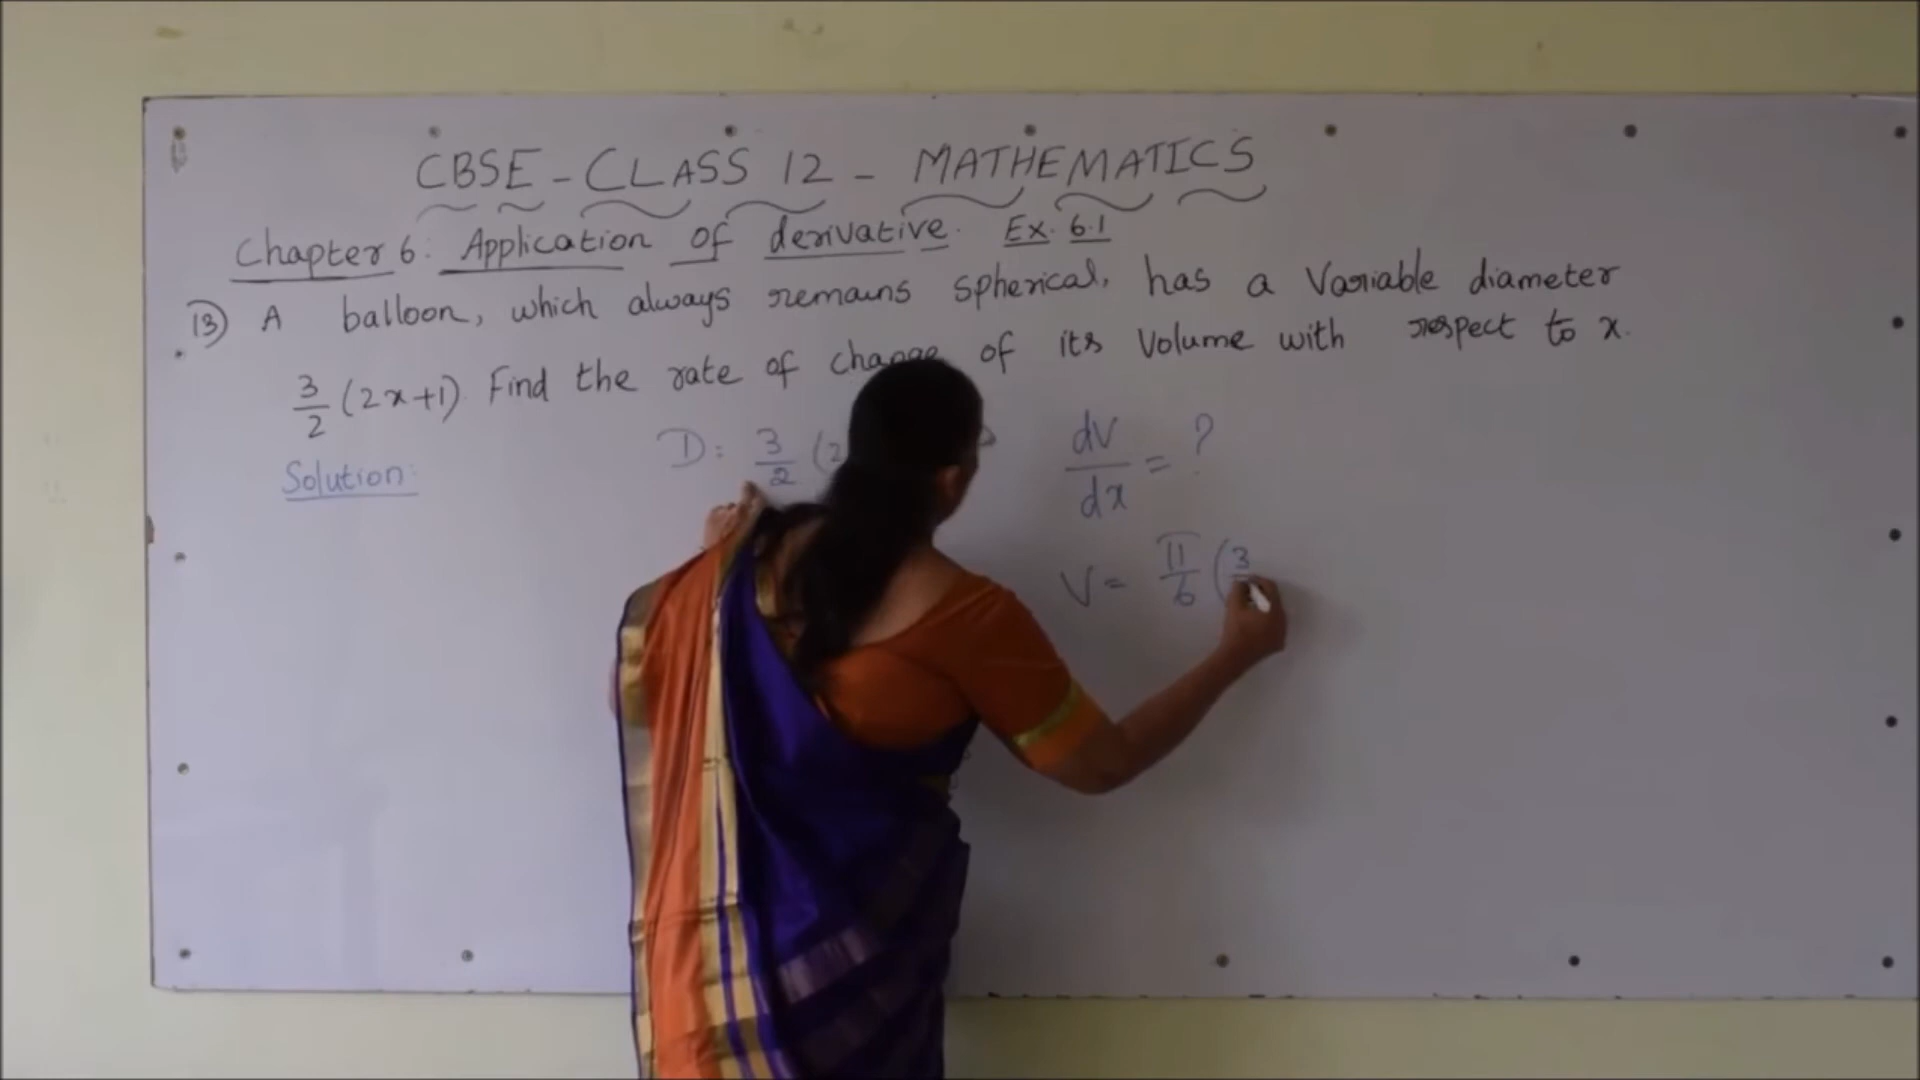 CBSE - CLASS 12 - MATHEMATICS
Chapter 6: Application of derivative. Ex. 6.1
13) A balloon, which always remains spherical, has a variable diameter
3/2 (2x+1). Find the rate of change of its Volume with respect to x.
Solution:
D = 3/2 (2
dV/dx = ?
V = π/6 (3